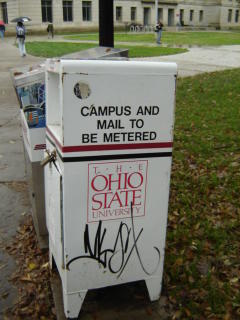 CAMPUS AND
MAIL TO
BE METERED
THE
OHIO
STATE
UNIVERSITY